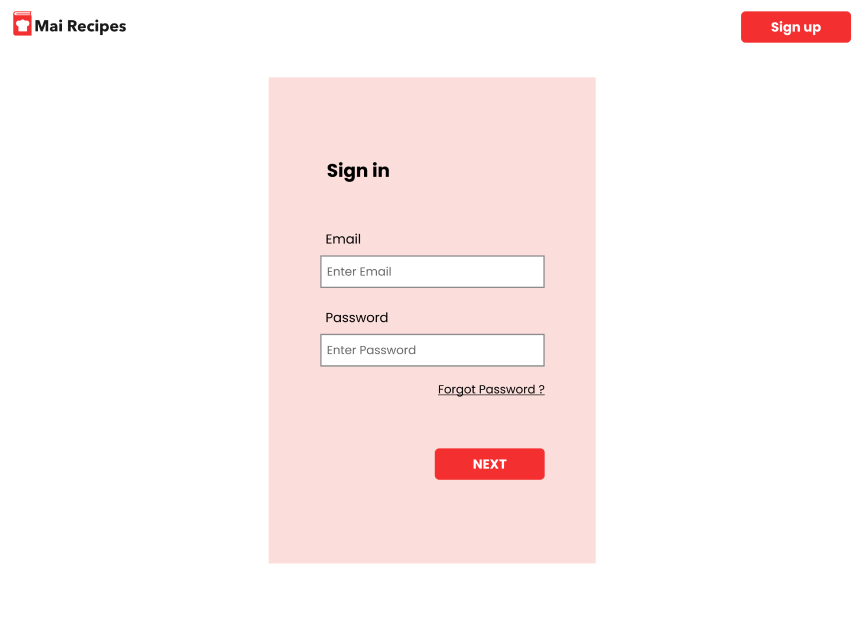 Mai Recipes
Sign up
Sign in
Email
Enter Email
Password
Enter Password
Forgot Password ?
NEXT